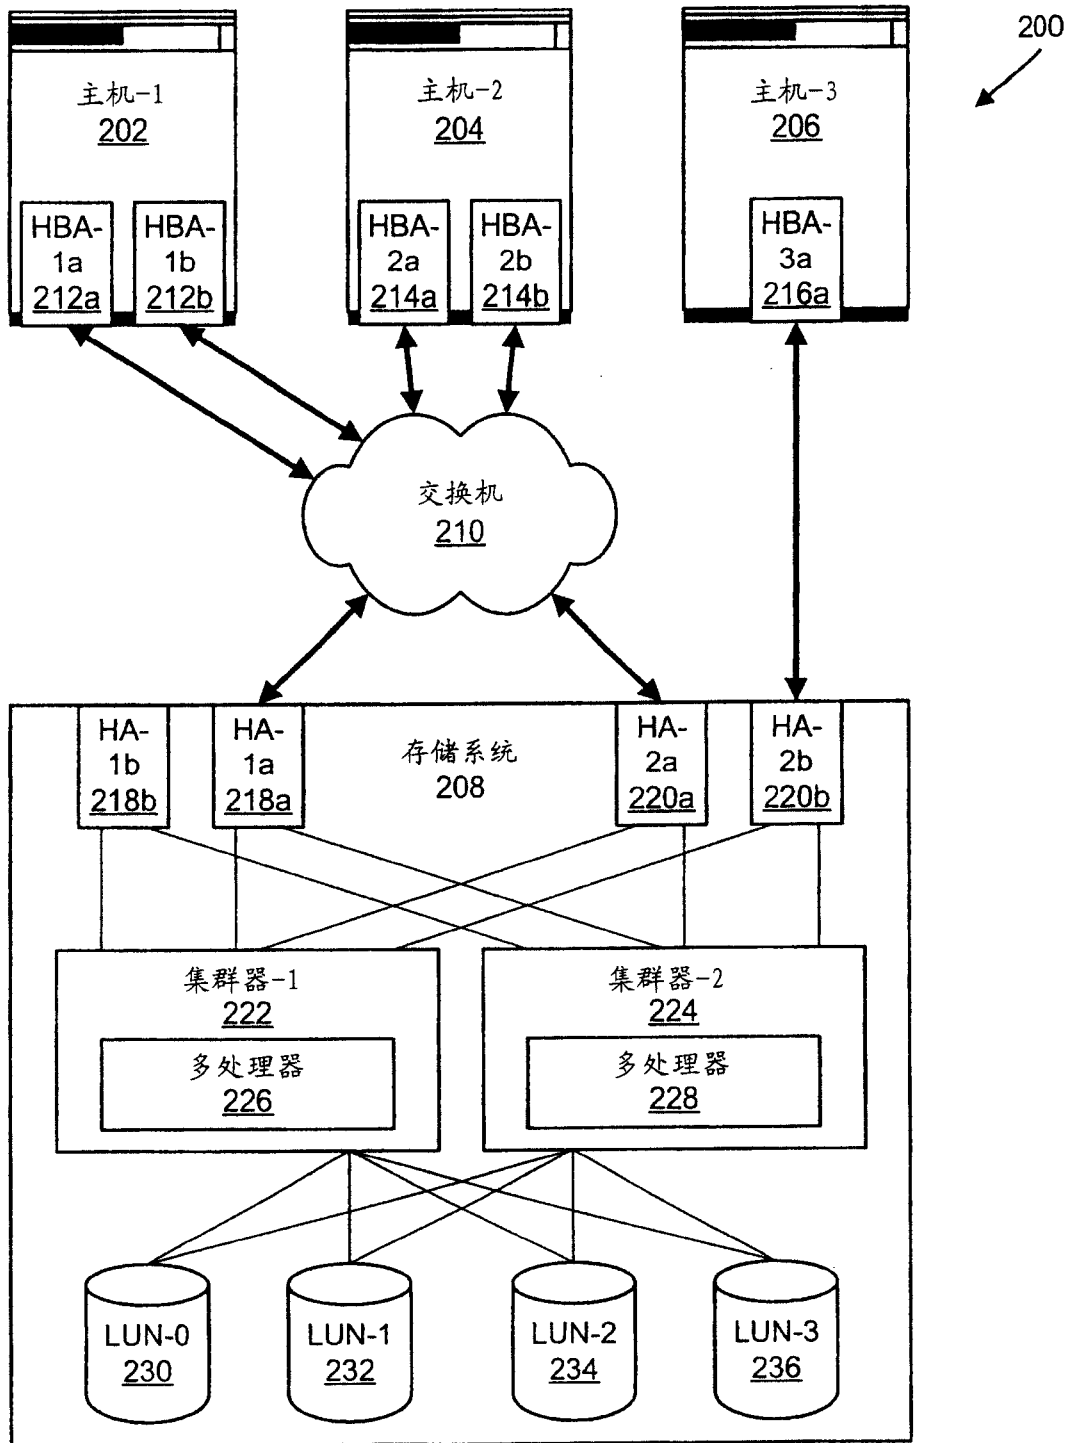 200
主机-1
202
主机-2
204
主机-3
206
HBA-
1a
212a
HBA-
1b
212b
HBA-
2a
214a
HBA-
2b
214b
HBA-
3a
216a
交换机
210
HA-
1b
218b
HA-
1a
218a
存储系统
208
HA-
2a
220a
HA-
2b
220b
集群器-1
222
多处理器
226
集群器-2
224
多处理器
228
LUN-0
230
LUN-1
232
LUN-2
234
LUN-3
236